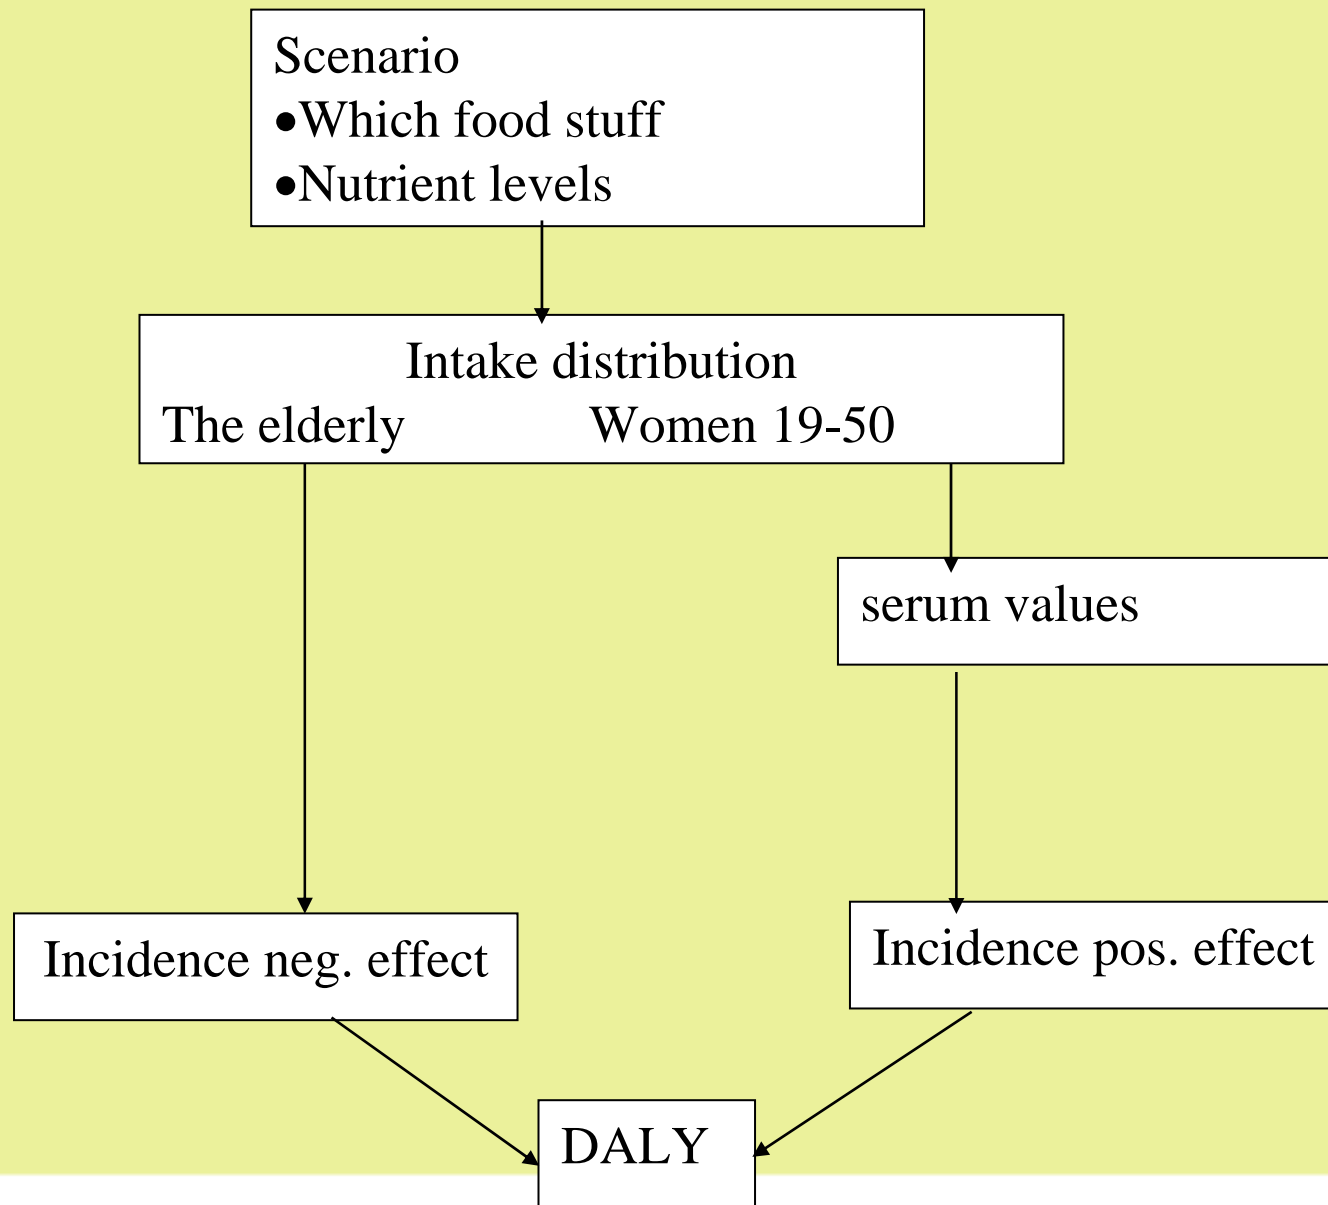 Scenario
•Which food stuff
•Nutrient levels
Intake distribution
The elderly Women 19-50
serum values
Incidence neg. effect
Incidence pos. effect
DALY